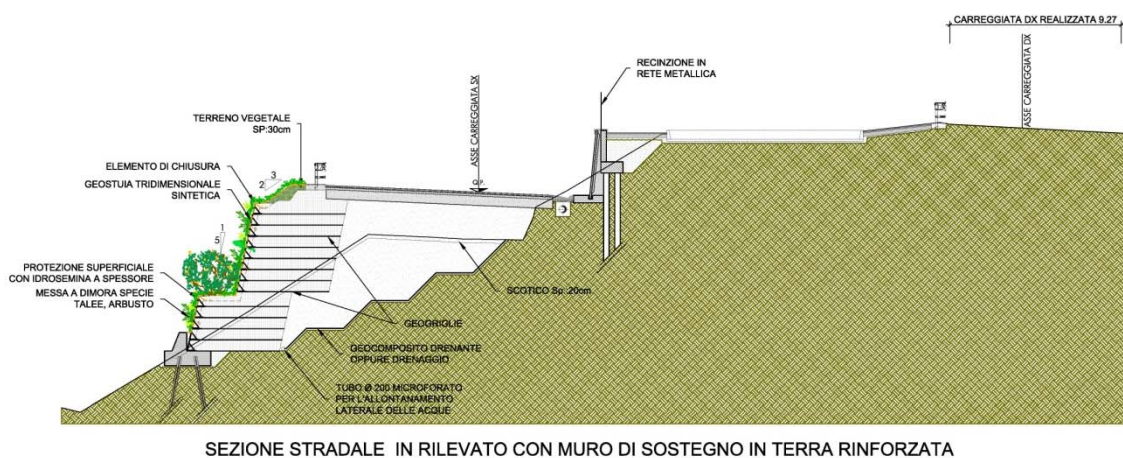 CARREGGIATA DX REALIZZATA 9.27
ASSE CARREGGIATA DX
RECINZIONE IN
RETE METALLICA
ASSE CARREGGIATA SX
Q.P.
TERRENO VEGETALE
SP:30cm
3
2
ELEMENTO DI CHIUSURA
GEOSTUIA TRIDIMENSIONALE
SINTETICA
1
5
PROTEZIONE SUPERFICIALE
CON IDROSEMINA A SPESSORE
MESSA A DIMORA SPECIE
TALEE, ARBUSTO
SCOTICO Sp.:20cm
GEOGRIGLIE
GEOCOMPOSITO DRENANTE
OPPURE DRENAGGIO
TUBO Ø 200 MICROFORATO
PER L'ALLONTANAMENTO
LATERALE DELLE ACQUE
SEZIONE STRADALE IN RILEVATO CON MURO DI SOSTEGNO IN TERRA RINFORZATA